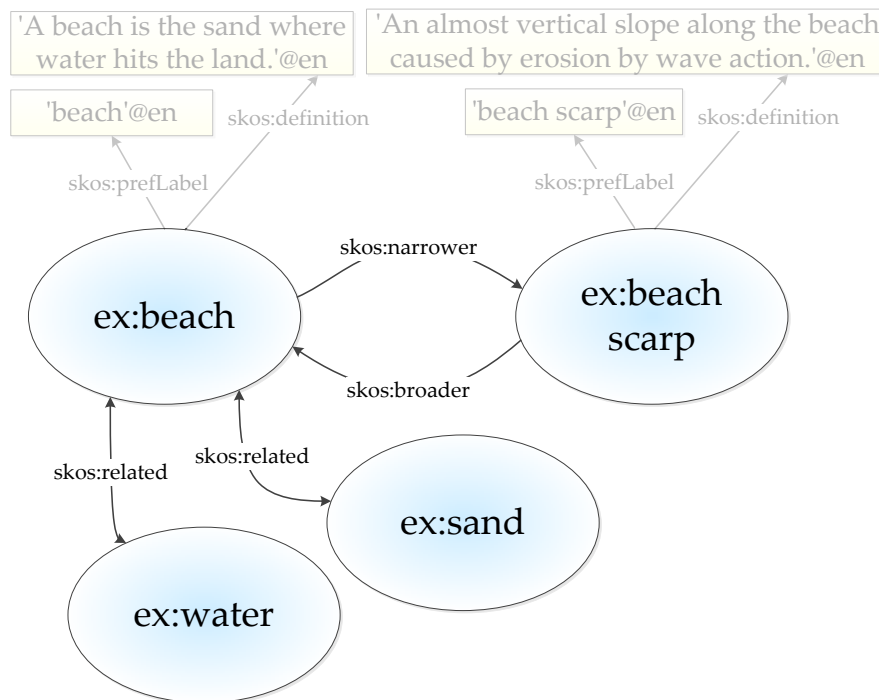 'A beach is the sand where
water hits the land.'@en
'An almost vertical slope along the beach
caused by erosion by wave action.'@en
'beach'@en
skos:definition
'beach scarp'@en
skos:definition
skos:prefLabel
skos:prefLabel
skos:narrower
ex:beach
ex:beach
scarp
skos:broader
skos:related
skos:related
ex:sand
ex:water